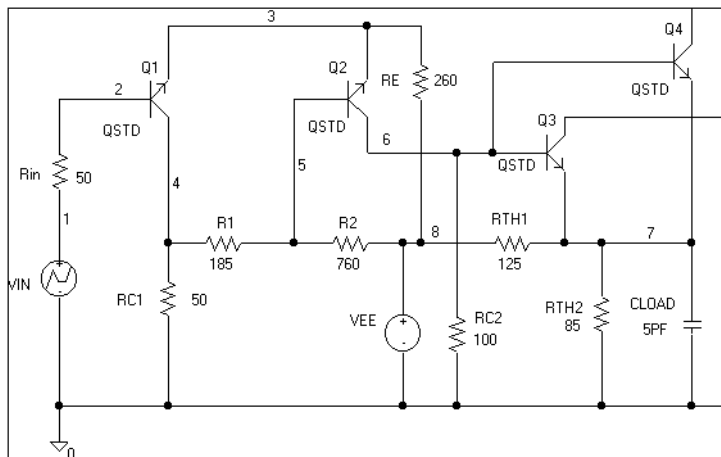 3
Q4
Q1
Q2
RE
260
2
QSTD
Q3
QSTD
QSTD
6
QSTD
Rin
50
5
4
1
R1
R2
8
RTH1
7
185
760
125
VIN
RC1
50
VEE
RC2
100
RTH2
85
CLOAD
5PF
0